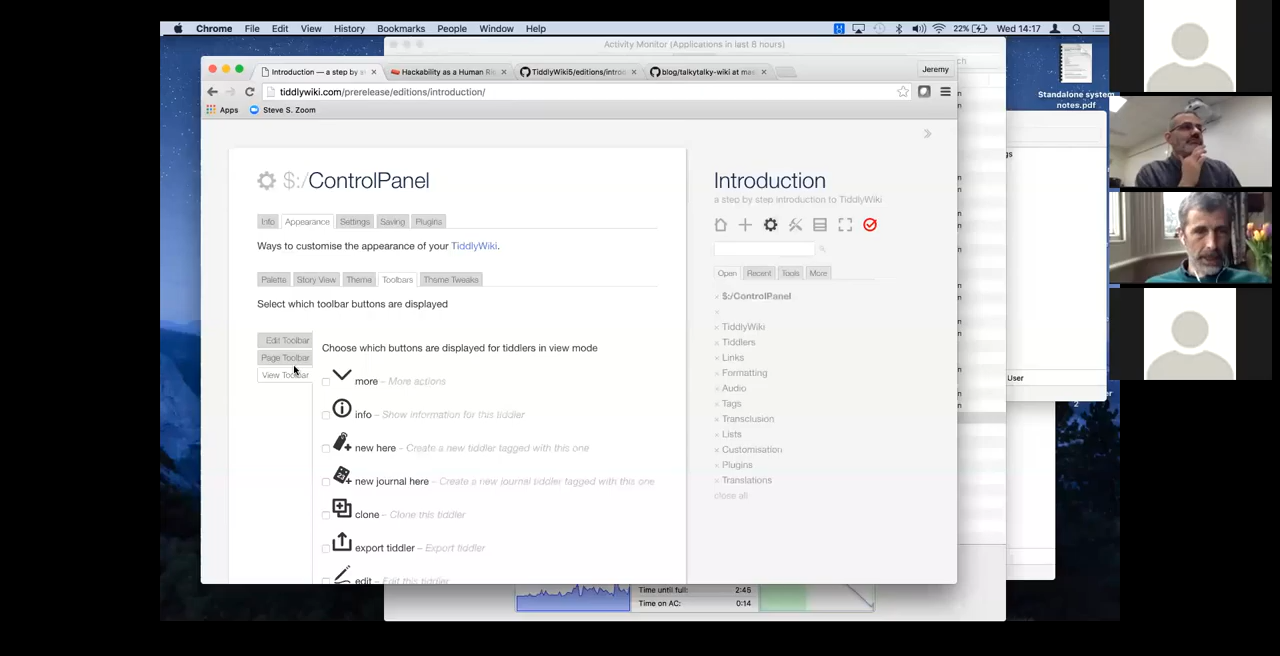 Chrome File Edit View History Bookmarks People Window Help 22% Wed 14:17
Activity Monitor (Applications in last 8 hours)
Introduction — a step by s
Hackability as a Human Ri
TiddlyWiki5/editions/introd
blog/talkytalky-wiki at mas
Jeremy
tiddlywiki.com/prerelease/editions/introduction/
Apps Steve S. Zoom
Standalone system
notes.pdf
$:/ControlPanel
Info Appearance Settings Saving Plugins
Ways to customise the appearance of your TiddlyWiki.
Palette Story View Theme Toolbars Theme Tweaks
Select which toolbar buttons are displayed
Edit Toolbar
Page Toolbar
View Toolbar
Choose which buttons are displayed for tiddlers in view mode
more – More actions
info – Show information for this tiddler
new here – Create a new tiddler tagged with this one
new journal here – Create a new journal tiddler tagged with this one
clone – Clone this tiddler
export tiddler – Export tiddler
edit – Edit this tiddler
Introduction
a step by step introduction to TiddlyWiki
Open Recent Tools More
× $:/ControlPanel
×
× TiddlyWiki
× Tiddlers
× Links
× Formatting
× Audio
× Tags
× Transclusion
× Lists
× Customisation
× Plugins
× Translations
close all
User
Time until full: 2:45
Time on AC: 0:14